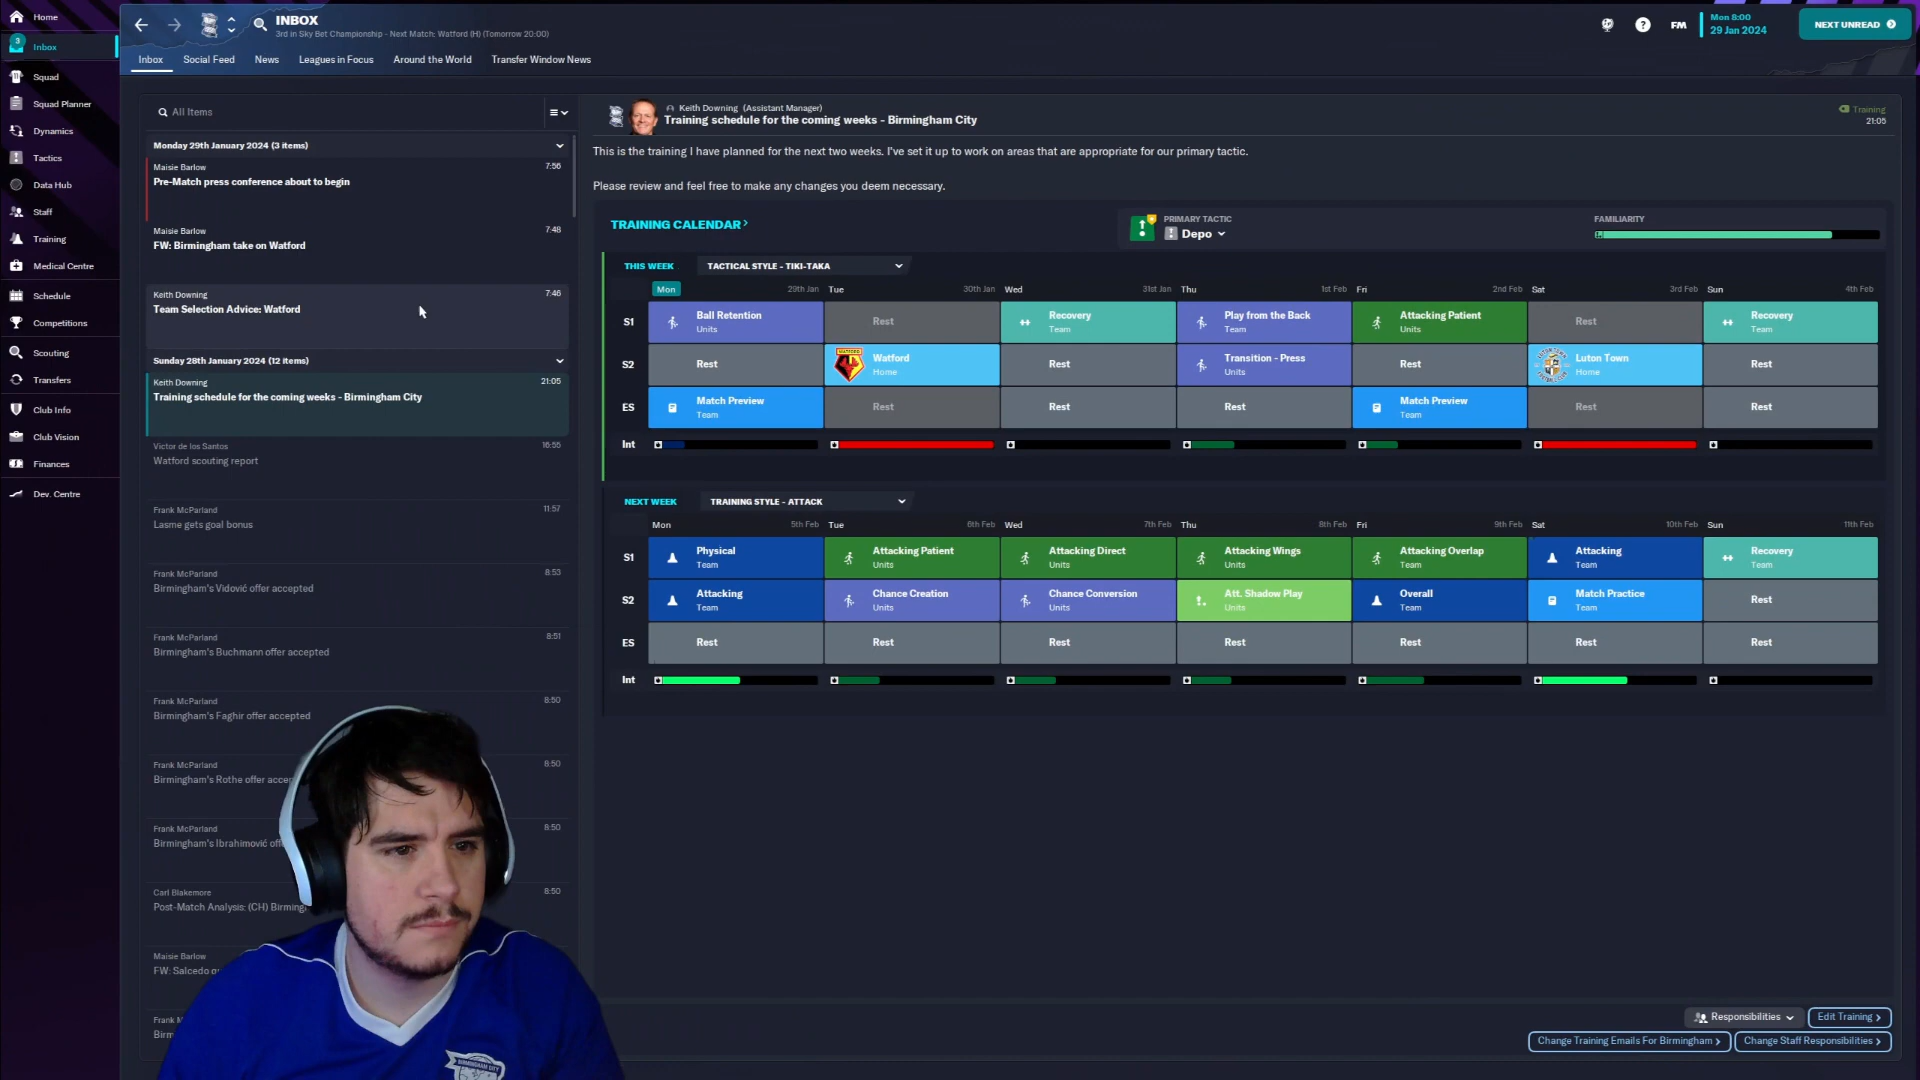 Home
Inbox
3
Squad
Squad Planner
Dynamics
Tactics
Data Hub
Staff
Training
Medical Centre
Schedule
Competitions
Scouting
Transfers
Club Info
Club Vision
Finances
Dev. Centre
INBOX
3rd in Sky Bet Championship - Next Match: Watford (H) (Tomorrow 20:00)
FM
Mon 8:00
29 Jan 2024
NEXT UNREAD
Inbox Social Feed News Leagues in Focus Around the World Transfer Window News
All Items
Monday 29th January 2024 (3 items)
Maisie Barlow 7:56
Pre-Match press conference about to begin
Maisie Barlow 7:48
FW: Birmingham take on Watford
Keith Downing 7:46
Team Selection Advice: Watford
Sunday 28th January 2024 (12 items)
Keith Downing 21:05
Training schedule for the coming weeks - Birmingham City
Victor de los Santos 16:55
Watford scouting report
Frank McParland 11:57
Lasme gets goal bonus
Frank McParland 8:53
Birmingham's Vidović offer accepted
Frank McParland 8:51
Birmingham's Buchmann offer accepted
Frank McParland 8:50
Birmingham's Faghir offer accepted
Frank McParland 8:50
Birmingham's Rothe offer
Frank McParland 8:50
Birmingham's Ibrahimović
Carl Blakemore 8:50
Post-Match Analysis: (CH)
Maisie Barlow
FW: Salcedo
Frank
Keith Downing (Assistant Manager)
Training schedule for the coming weeks - Birmingham City
Training
21:05
This is the training I have planned for the next two weeks. I've set it up to work on areas that are appropriate for our primary tactic.
Please review and feel free to make any changes you deem necessary.
TRAINING CALENDAR
PRIMARY TACTIC
Depo
FAMILIARITY
THIS WEEK TACTICAL STYLE - TIKI-TAKA
Mon 29th Jan Tue 30th Jan Wed 31st Jan Thu 1st Feb Fri 2nd Feb Sat 3rd Feb Sun 4th Feb
S1 Ball Retention Rest Recovery Play from the Back Attacking Patient Rest Recovery
Units Team Team Units Team
S2 Rest Watford Rest Transition - Press Rest Luton Town Rest
Home Units Home
ES Match Preview Rest Rest Rest Match Preview Rest Rest
Team Team
Int
NEXT WEEK TRAINING STYLE - ATTACK
Mon 5th Feb Tue 6th Feb Wed 7th Feb Thu 8th Feb Fri 9th Feb Sat 10th Feb Sun 11th Feb
S1 Physical Attacking Patient Attacking Direct Attacking Wings Attacking Overlap Attacking Recovery
Team Units Units Units Team Team Team
S2 Attacking Chance Creation Chance Conversion Att. Shadow Play Overall Match Practice Rest
Team Units Units Units Team Team
ES Rest Rest Rest Rest Rest Rest Rest
Int
Responsibilities
Edit Training
Change Training Emails For Birmingham
Change Staff Responsibilities